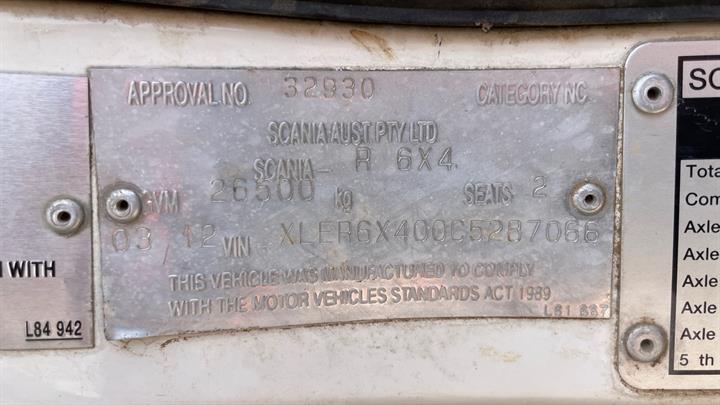 APPROVAL NO. 32930 CATEGORY NC
SCANIA AUST PTY LTD
SCANIA- R 6X4
GVM 26500 kg SEATS 2
03/12 VIN XLER6X400C5287066
THIS VEHICLE WAS MANUFACTURED TO COMPLY
WITH THE MOTOR VEHICLES STANDARDS ACT 1989
L81 687
WITH
L84 942
SC
Tota
Com
Axle
Axle
Axle
Axle
Axle
5 th